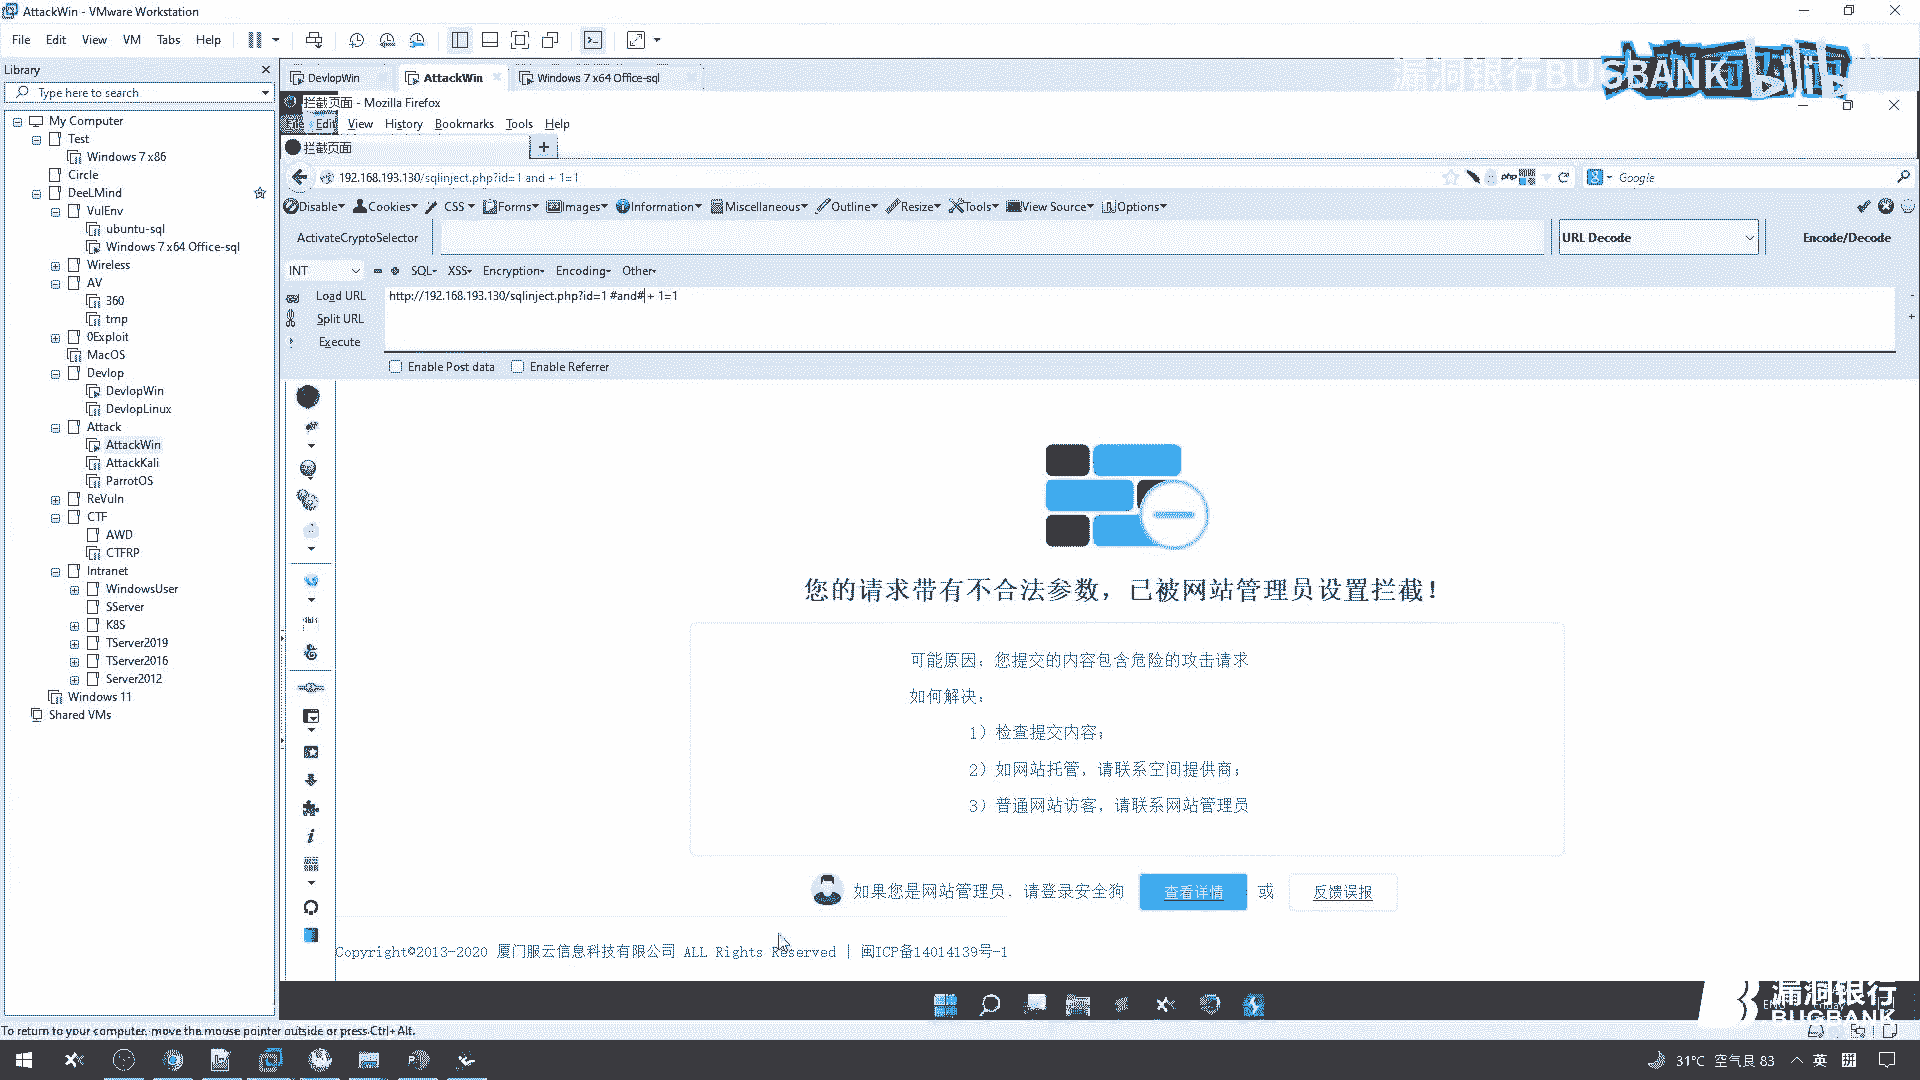 AttackWin - VMware Workstation
File Edit View VM Tabs Help
Library
Type here to search
My Computer
Test
Windows 7 x86
Circle
DeeLMind
VulEnv
ubuntu-sql
Windows 7 x64 Office-sql
Wireless
AV
360
tmp
0Exploit
MacOS
Devlop
DevlopWin
DevlopLinux
Attack
AttackWin
AttackKali
ParrotOS
ReVuln
CTF
AWD
CTFRP
Intranet
WindowsUser
SServer
K8S
TServer2019
TServer2016
Server2012
Windows 11
Shared VMs
DevlopWin AttackWin Windows 7 x64 Office-sql
漏洞银行BUGBANK bilibili
拦截页面 - Mozilla Firefox
File Edit View History Bookmarks Tools Help
拦截页面
192.168.193.130/sqlinject.php?id=1 and + 1=1
php
Google
Disable Cookies CSS Forms Images Information Miscellaneous Outline Resize Tools View Source Options
ActivateCryptoSelector
URL Decode
Encode/Decode
INT SQL XSS Encryption Encoding Other
Load URL http://192.168.193.130/sqlinject.php?id=1 #and# + 1=1
Split URL
Execute
Enable Post data Enable Referrer
您的请求带有不合法参数，已被网站管理员设置拦截！
可能原因：您提交的内容包含危险的攻击请求
如何解决：
1）检查提交内容；
2）如网站托管，请联系空间提供商；
3）普通网站访客，请联系网站管理员
如果您是网站管理员．请登录安全狗 查看详情 或 反馈误报
Copyright©2013-2020 厦门服云信息科技有限公司 ALL Rights Reserved | 闽ICP备14014139号-1
漏洞银行
BUGBANK
To return to your computer, move the mouse pointer outside or press Ctrl+Alt.
31°C 空气良 83 英 拼